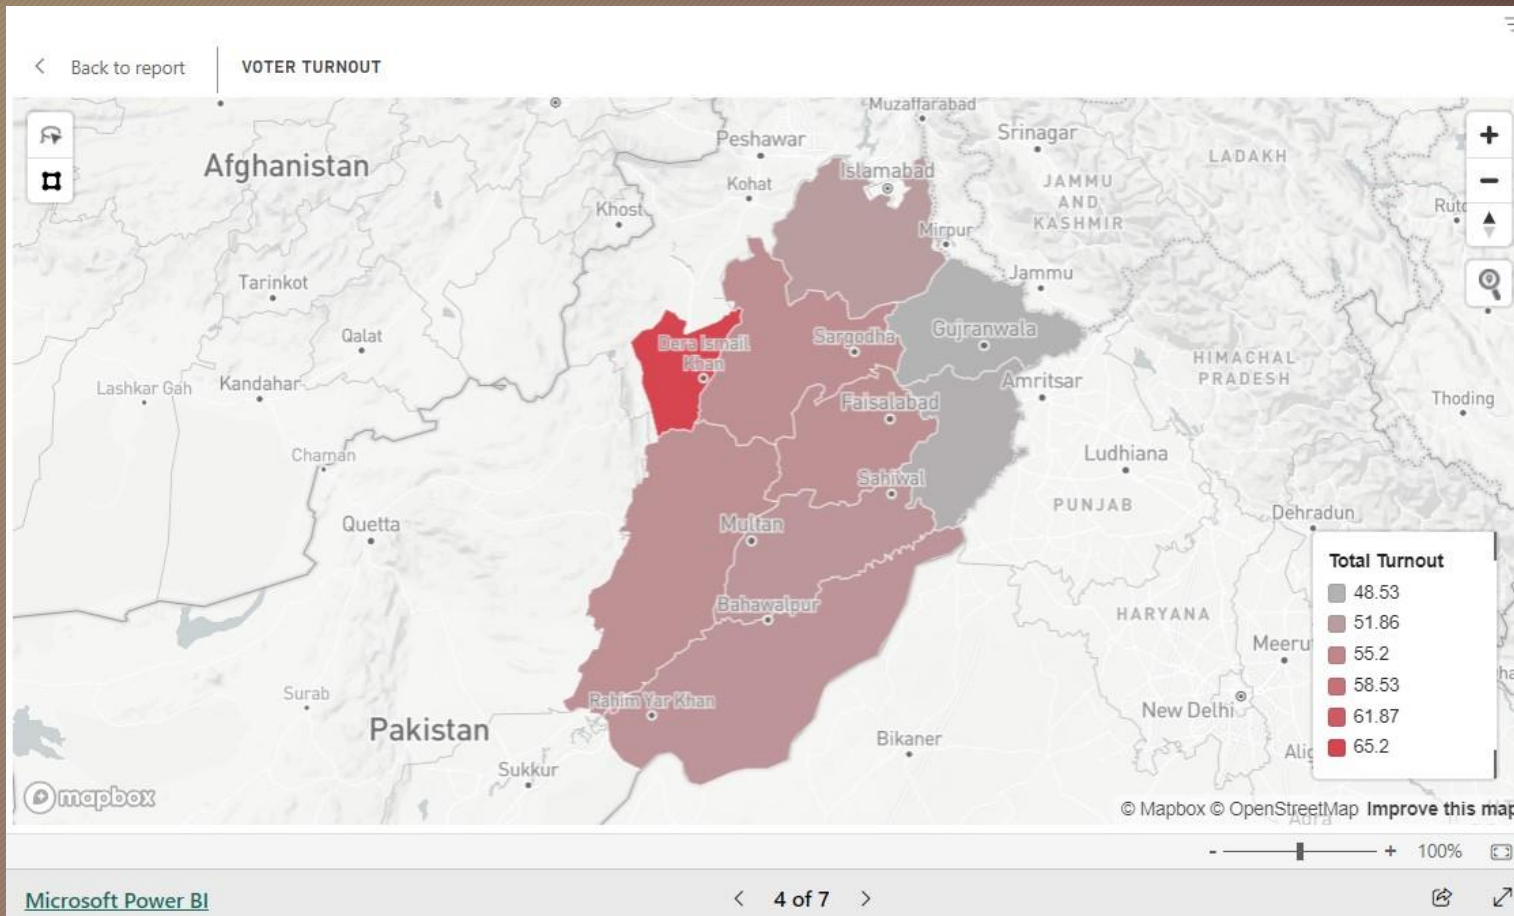 Back to report
VOTER TURNOUT
Muzaffarabad
Peshawar
Srinagar
Afghanistan
LADAKH
Islamabad
Kohat
JAMMU
AND
KASHMIR
Khost
Mirpur
Jammu
Tarinkot
Qalat
Sargodha
Gujranwala
Dera Ismail
Khan
HIMACHAL
PRADESH
Lashkar Gah
Kandahar
Amritsar
Thoding
Faisalabad
Chaman
Ludhiana
Sahiwal
PUNJAB
Quetta
Multan
Dehradun
Total Turnout
48.53
51.86
55.2
58.53
61.87
65.2
Bahawalpur
HARYANA
Surab
Rahim Yar Khan
New Delhi
Pakistan
Bikaner
Sukkur
mapbox
© Mapbox © OpenStreetMap Improve this map
- + 100%
Microsoft Power BI
< 4 of 7 >